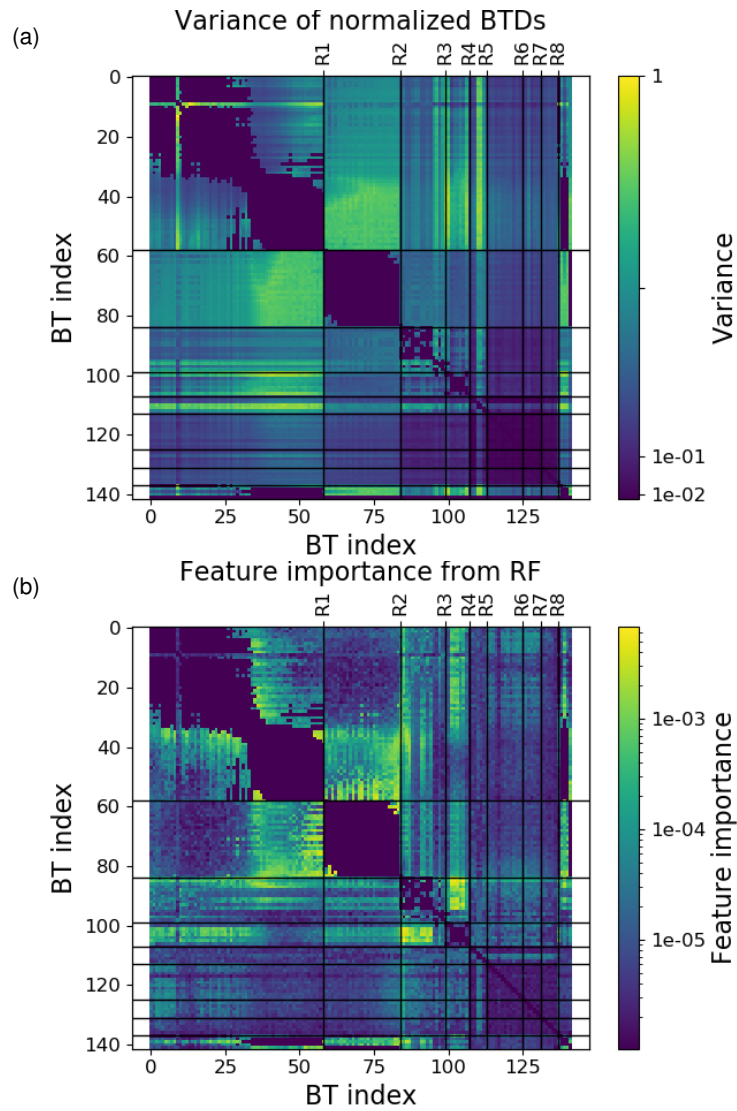 Variance of normalized BTDs
(a)
R1 R2 R3 R4 R5 R6 R7 R8
0
20
40
60
80
100
120
140
BT index
0 25 50 75 100 125
BT index
1
1e-01
1e-02
Variance
Feature importance from RF
(b)
R1 R2 R3 R4 R5 R6 R7 R8
0
20
40
60
80
100
120
140
BT index
0 25 50 75 100 125
BT index
1e-03
1e-04
1e-05
Feature importance